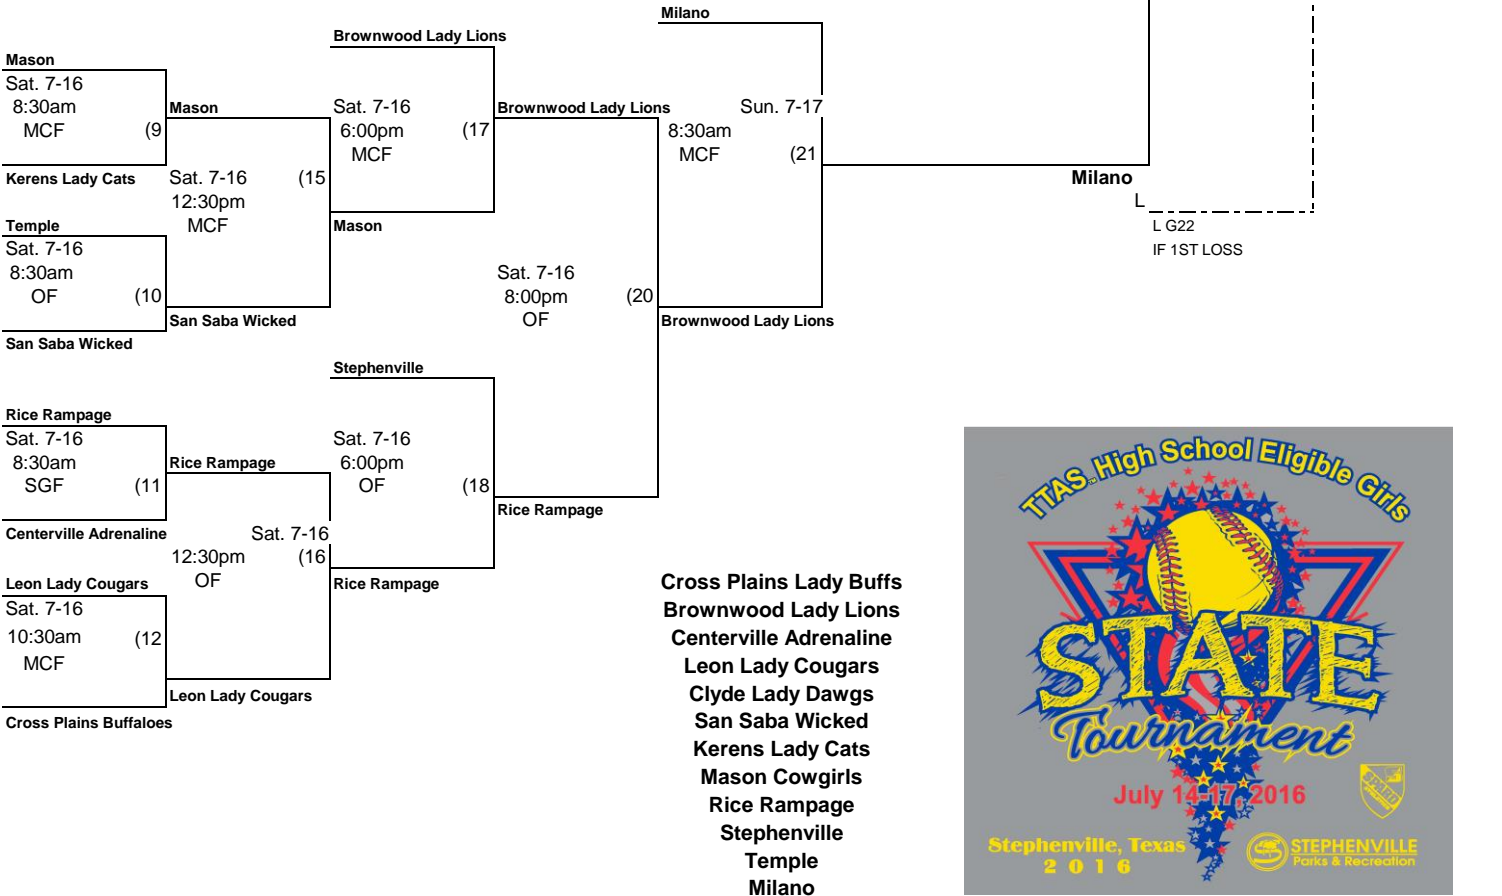 Milano
Brownwood Lady Lions
Mason
Sat. 7-16
8:30am
MCF
(9
Kerens Lady Cats
Mason
Sat. 7-16
(15
12:30pm
MCF
Temple
Sat. 7-16
8:30am
OF
(10
San Saba Wicked
San Saba Wicked
Sat. 7-16
6:00pm
MCF
(17
Mason
Brownwood Lady Lions
Sat. 7-16
8:00pm
OF
(20
Sun. 7-17
8:30am
MCF
(21
Brownwood Lady Lions
Milano
L
L G22
IF 1ST LOSS
Stephenville
Rice Rampage
Sat. 7-16
8:30am
SGF
(11
Centerville Adrenaline
Rice Rampage
Sat. 7-16
12:30pm
(16
OF
Leon Lady Cougars
Sat. 7-16
10:30am
MCF
(12
Cross Plains Buffaloes
Leon Lady Cougars
Sat. 7-16
6:00pm
OF
(18
Rice Rampage
Rice Rampage
Cross Plains Lady Buffs
Brownwood Lady Lions
Centerville Adrenaline
Leon Lady Cougars
Clyde Lady Dawgs
San Saba Wicked
Kerens Lady Cats
Mason Cowgirls
Rice Rampage
Stephenville
Temple
Milano
TTAS High School Eligible Girls
STATE
Tournament
July 14-17, 2016
Stephenville, Texas
2016
STEPHENVILLE
Parks & Recreation